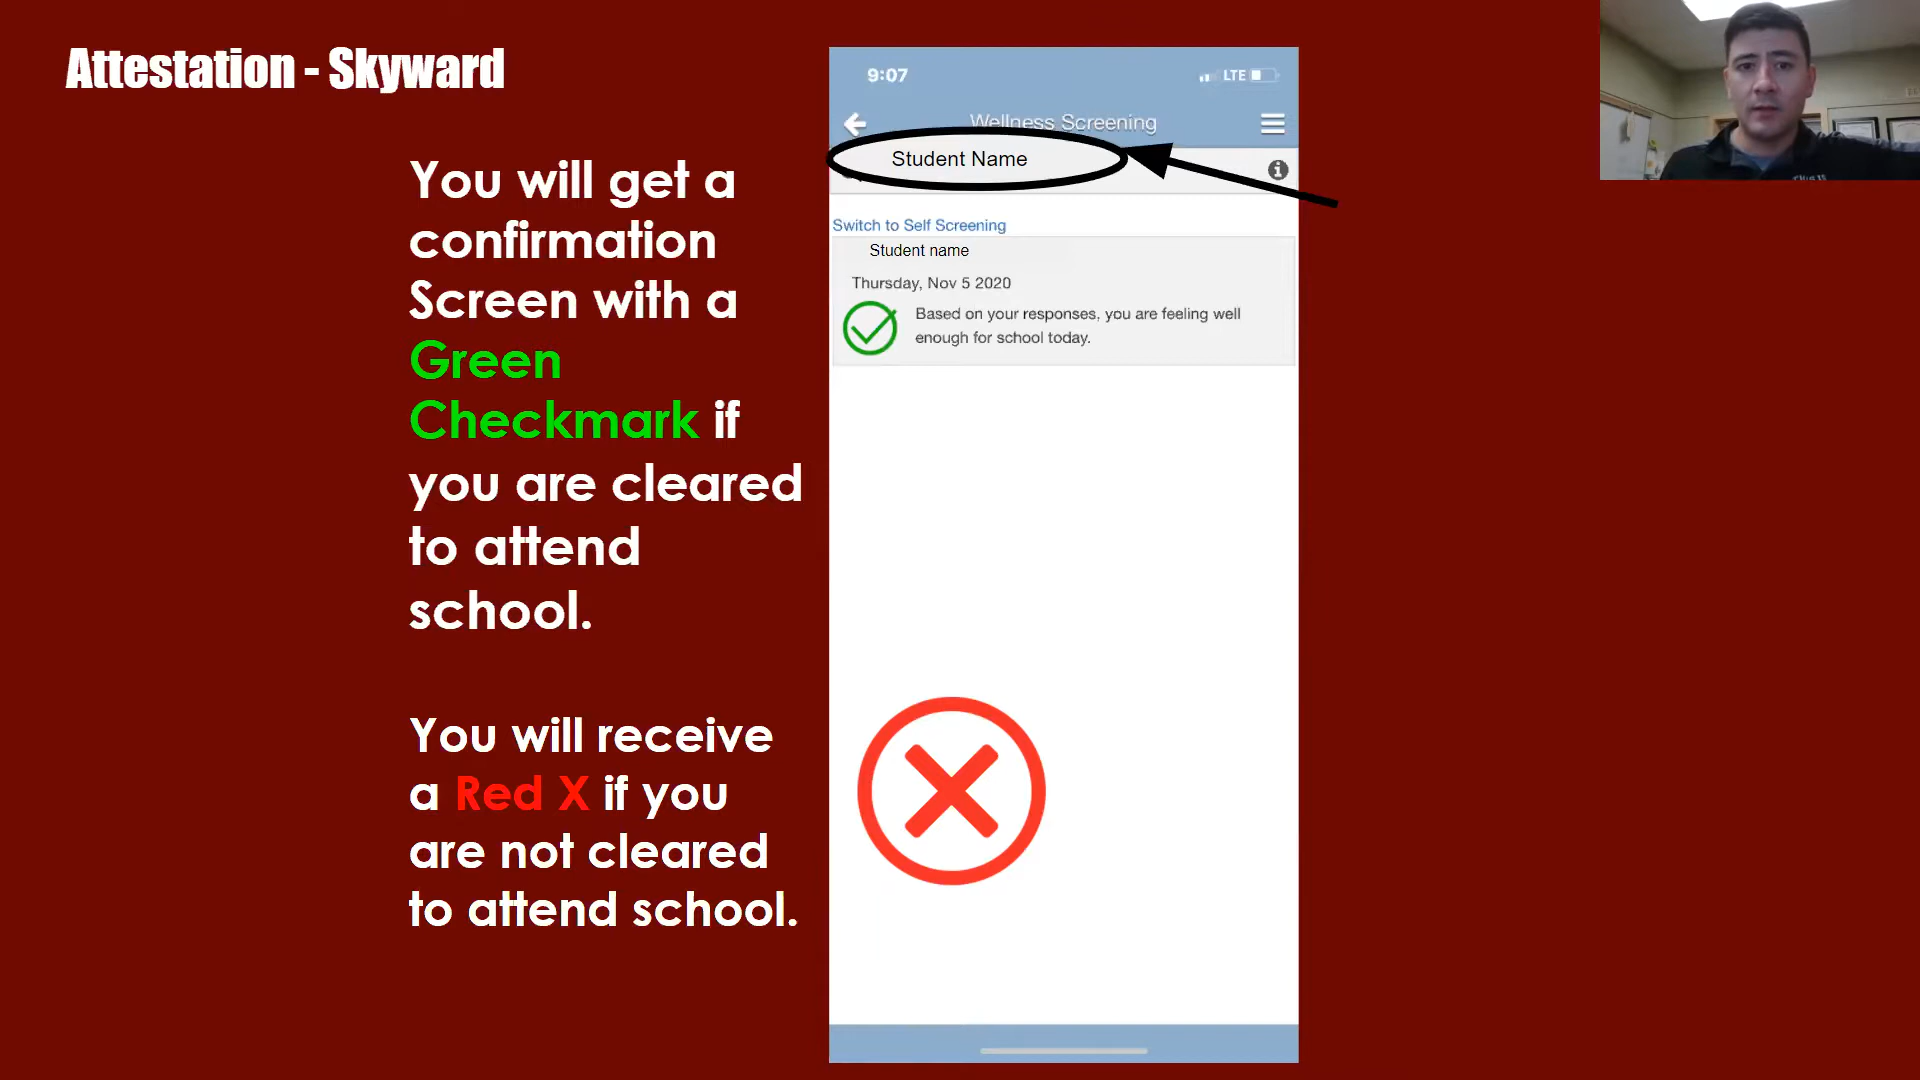 Attestation - Skyward
You will get a
confirmation
Screen with a
Green
Checkmark if
you are cleared
to attend
school.
You will receive
a Red X if you
are not cleared
to attend school.
9:07
LTE
Wellness Screening
Student Name
Switch to Self Screening
Student name
Thursday, Nov 5 2020
Based on your responses, you are feeling well
enough for school today.
THIS IS